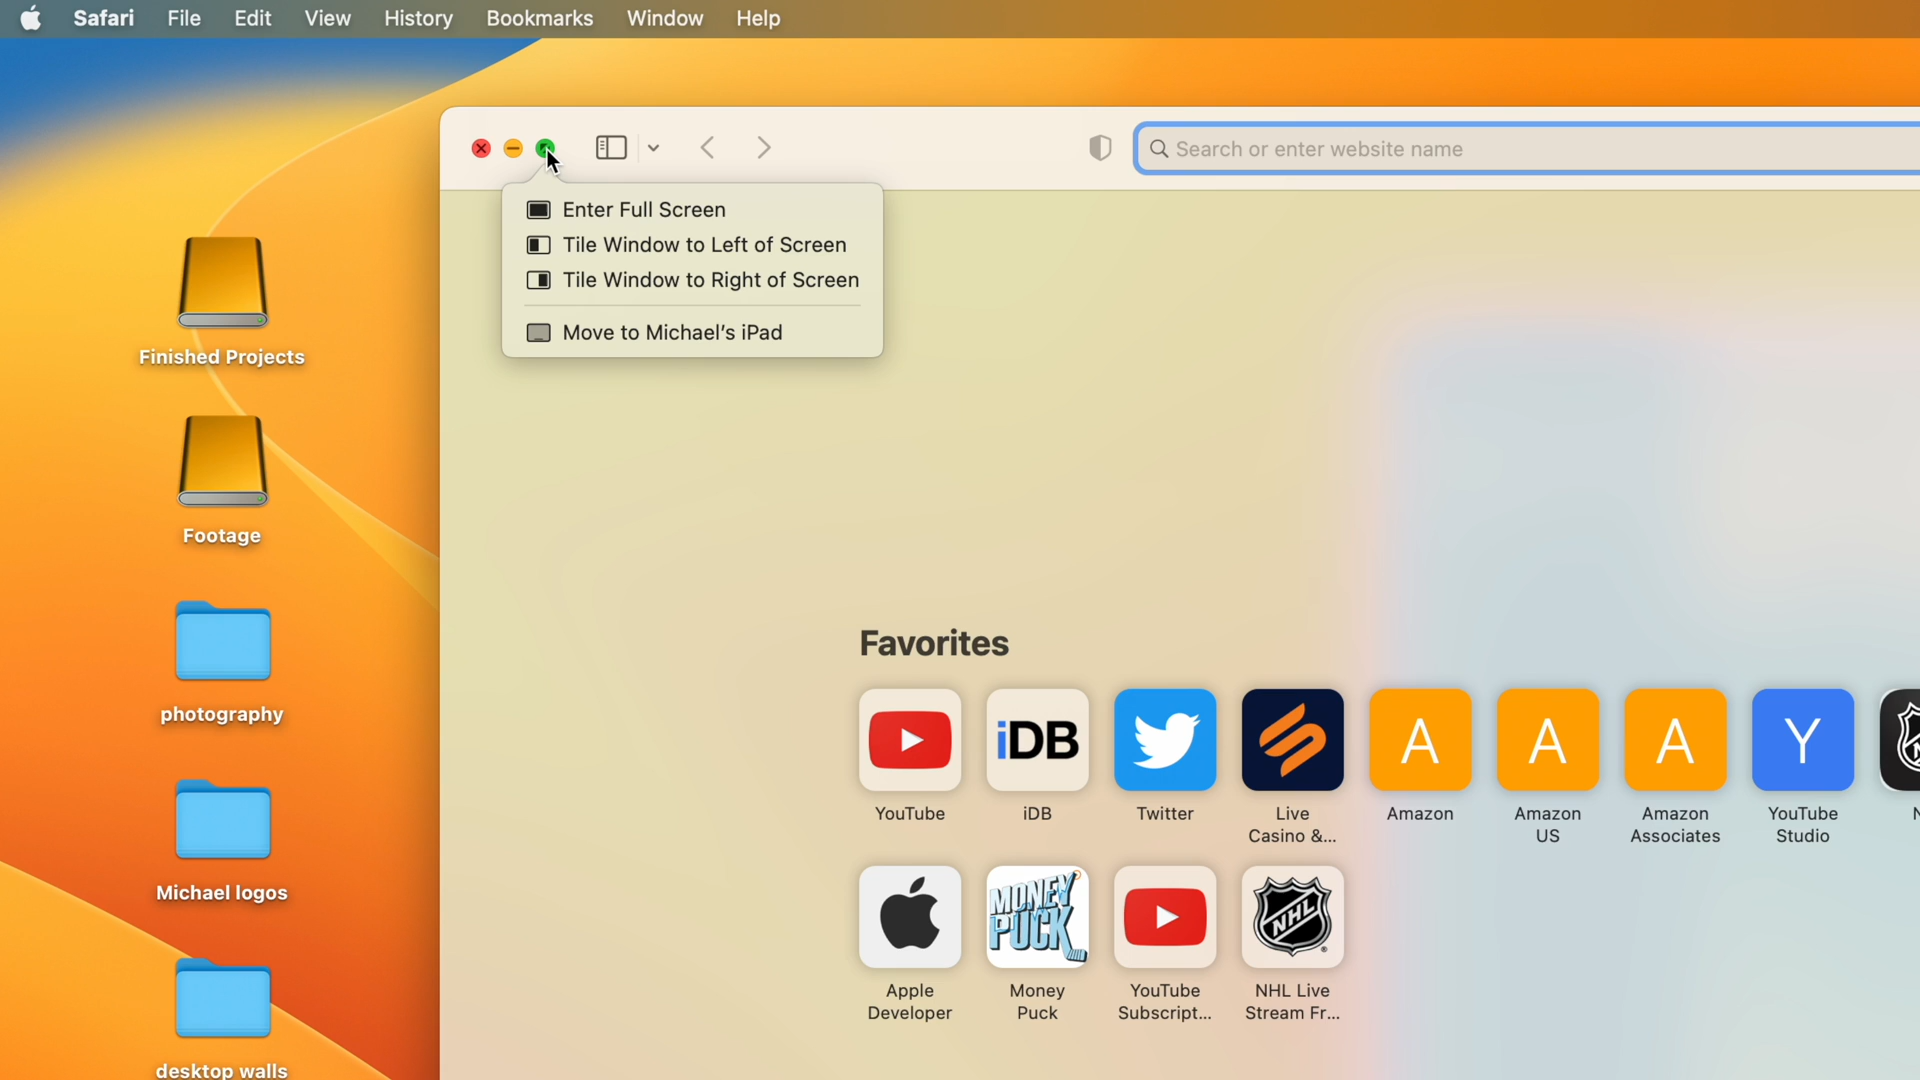 Safari File Edit View History Bookmarks Window Help
Search or enter website name
Enter Full Screen
Tile Window to Left of Screen
Tile Window to Right of Screen
Move to Michael's iPad
Finished Projects
Footage
photography
Michael logos
desktop walls
Favorites
iDB A A A Y
YouTube iDB Twitter Live Casino &... Amazon Amazon US Amazon Associates YouTube Studio
MONEY PUCK NHL
Apple Developer Money Puck YouTube Subscript... NHL Live Stream Fr...